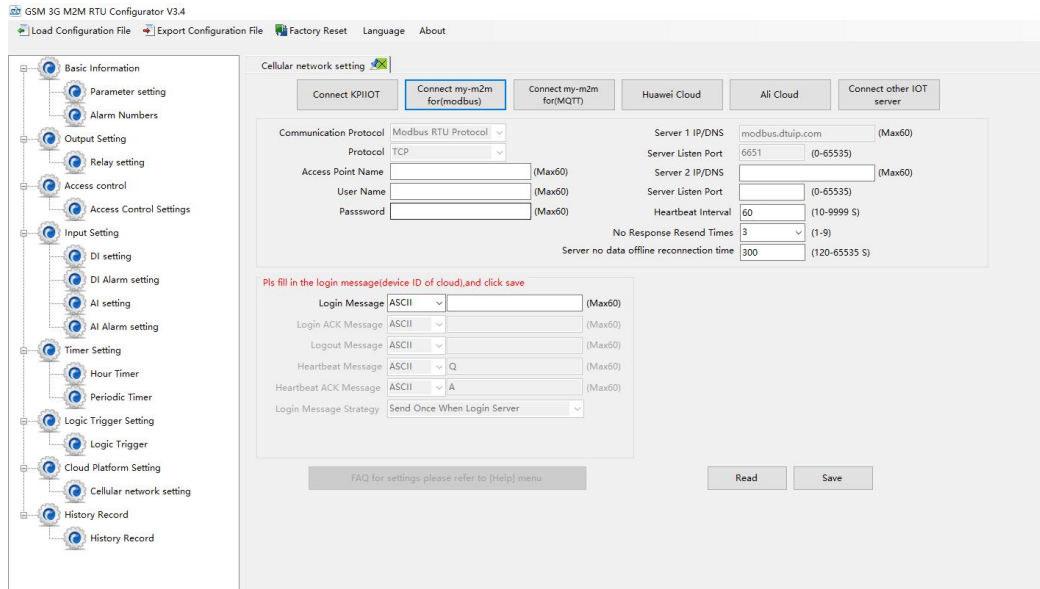 GSM 3G M2M RTU Configurator V3.4
Load Configuration File Export Configuration File Factory Reset Language About
Basic Information
Parameter setting
Alarm Numbers
Output Setting
Relay setting
Access control
Access Control Settings
Input Setting
DI setting
DI Alarm setting
AI setting
AI Alarm setting
Timer Setting
Hour Timer
Periodic Timer
Logic Trigger Setting
Logic Trigger
Cloud Platform Setting
Cellular network setting
History Record
History Record
Cellular network setting
Connect KPIIOT
Connect my-m2m
for(modbus)
Connect my-m2m
for(MQTT)
Huawei Cloud
Ali Cloud
Connect other IOT
server
Communication Protocol Modbus RTU Protocol
Protocol TCP
Access Point Name (Max60)
User Name (Max60)
Passsword (Max60)
Server 1 IP/DNS modbus.dtuip.com (Max60)
Server Listen Port 6651 (0-65535)
Server 2 IP/DNS (Max60)
Server Listen Port (0-65535)
Heartbeat Interval 60 (10-9999 S)
No Response Resend Times 3 (1-9)
Server no data offline reconnection time 300 (120-65535 S)
Pls fill in the login message(device ID of cloud),and click save
Login Message ASCII (Max60)
Login ACK Message ASCII (Max60)
Logout Message ASCII (Max60)
Heartbeat Message ASCII Q (Max60)
Heartbeat ACK Message ASCII A (Max60)
Login Message Strategy Send Once When Login Server
FAQ for settings please refer to [Help] menu
Read Save